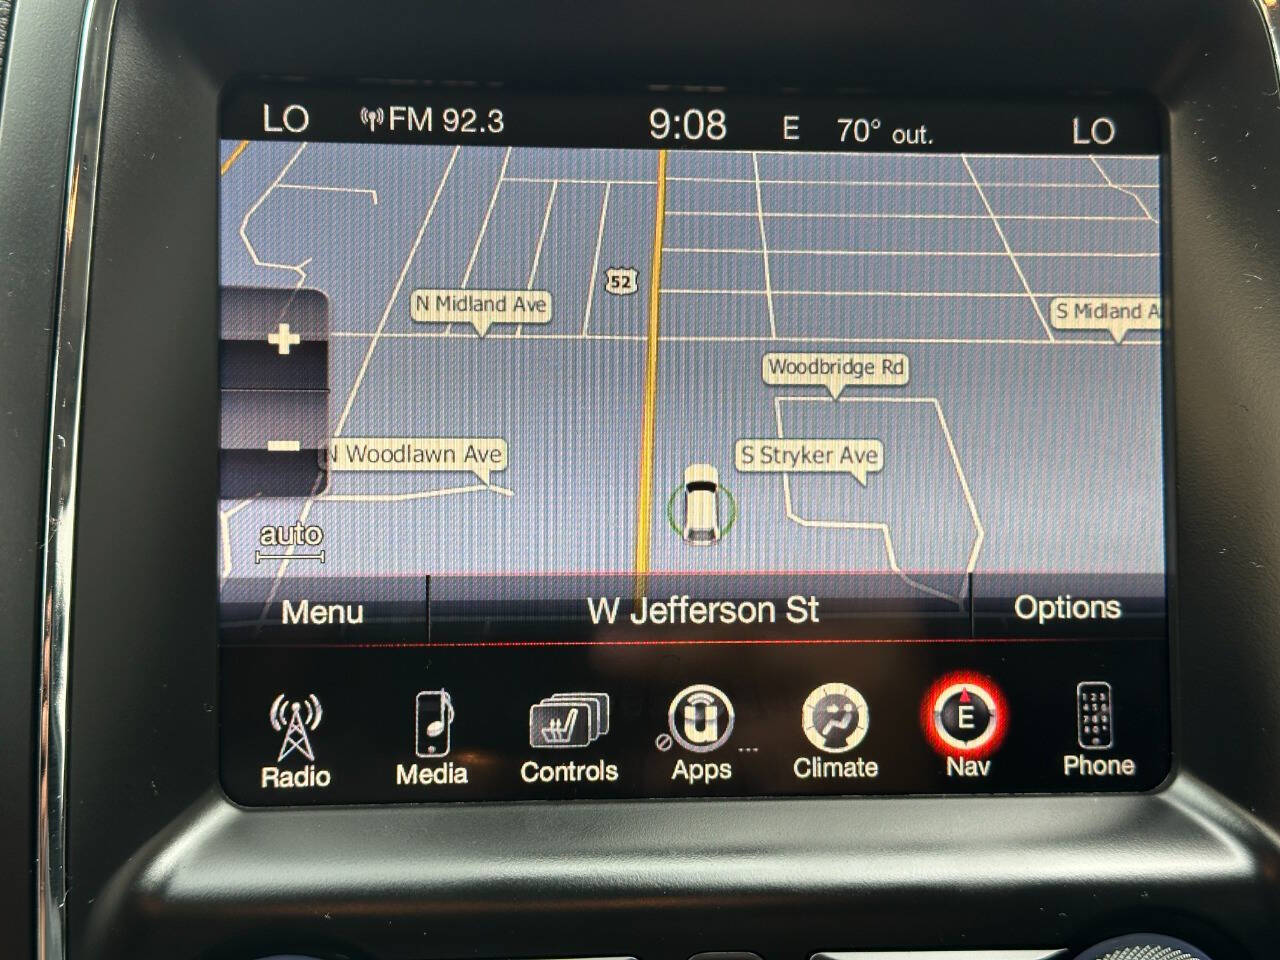 LO FM 92.3 9:08 E 70° out. LO
52
N Midland Ave
S Midland A
Woodbridge Rd
N Woodlawn Ave
S Stryker Ave
+
−
auto
Menu W Jefferson St Options
E
Radio Media Controls Apps Climate Nav Phone